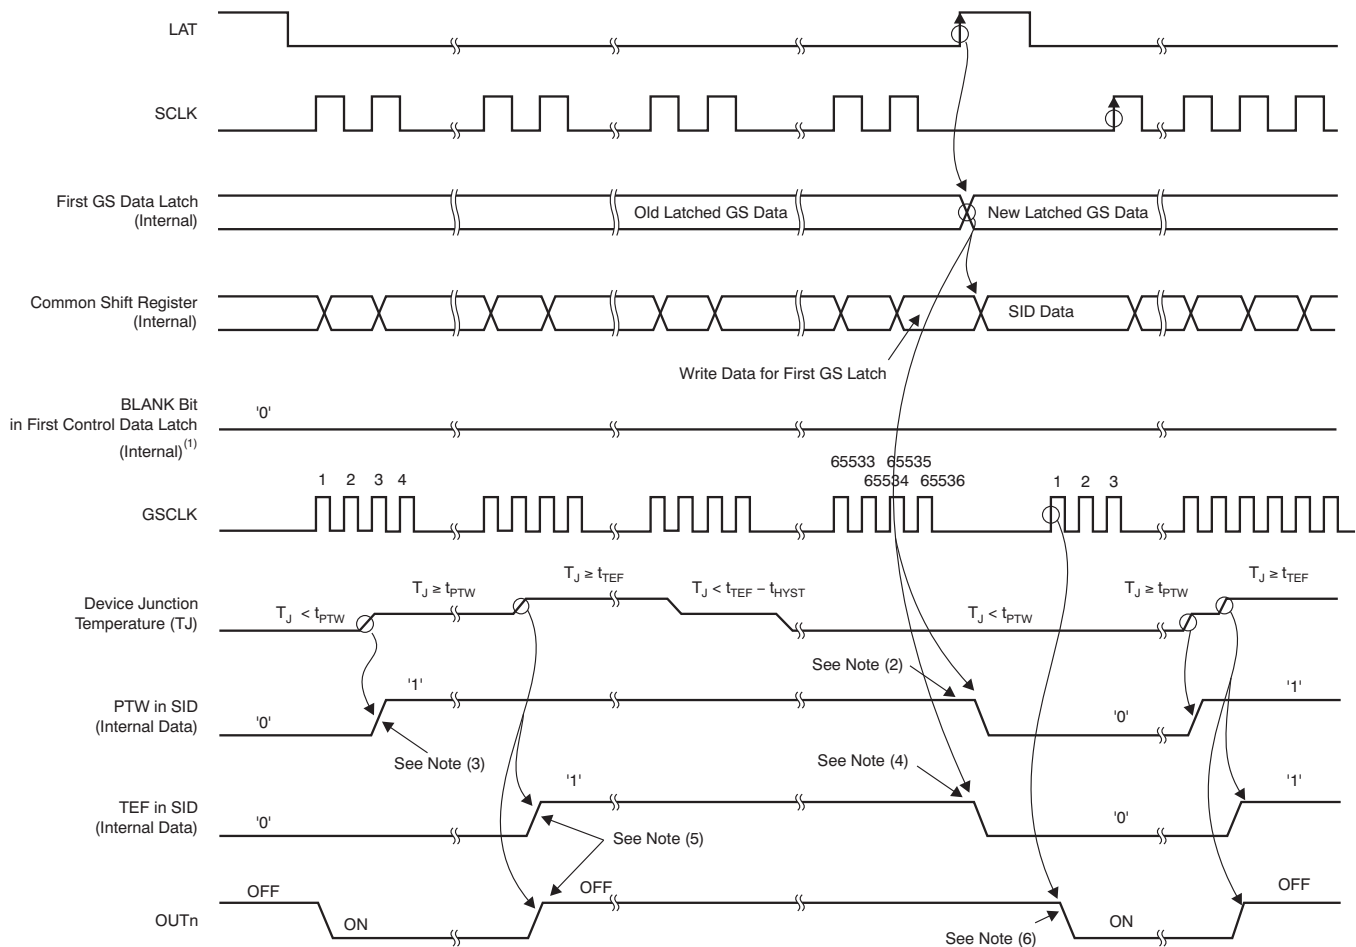 LAT
SCLK
First GS Data Latch
(Internal)
Old Latched GS Data
New Latched GS Data
Common Shift Register
(Internal)
SID Data
Write Data for First GS Latch
BLANK Bit
in First Control Data Latch
(Internal)(1)
'0'
65533 65535
65534 65536
1 2 3 4
1 2 3
GSCLK
Device Junction
Temperature (TJ)
TJ < tPTW
TJ ≥ tPTW
TJ ≥ tTEF
TJ < tTEF – tHYST
TJ < tPTW
TJ ≥ tPTW
TJ ≥ tTEF
See Note (2)
PTW in SID
(Internal Data)
'0'
'1'
'0'
'1'
See Note (3)
See Note (4)
TEF in SID
(Internal Data)
'0'
'1'
'0'
'1'
See Note (5)
OUTn
OFF
ON
OFF
ON
OFF
See Note (6)